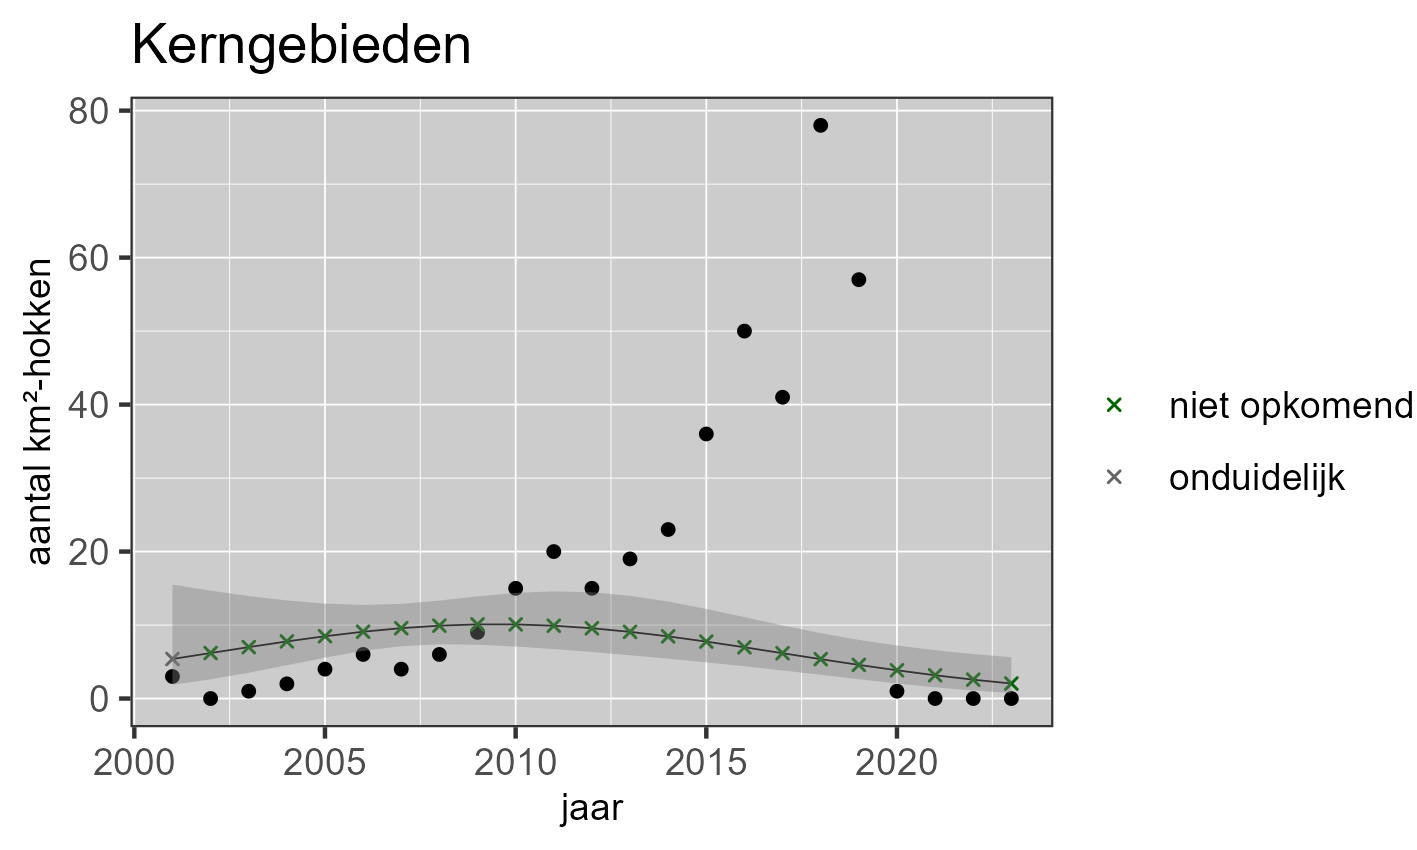 Kerngebieden
80
60
40
20
0
aantal km²-hokken
2000 2005 2010 2015 2020
jaar
niet opkomend
onduidelijk